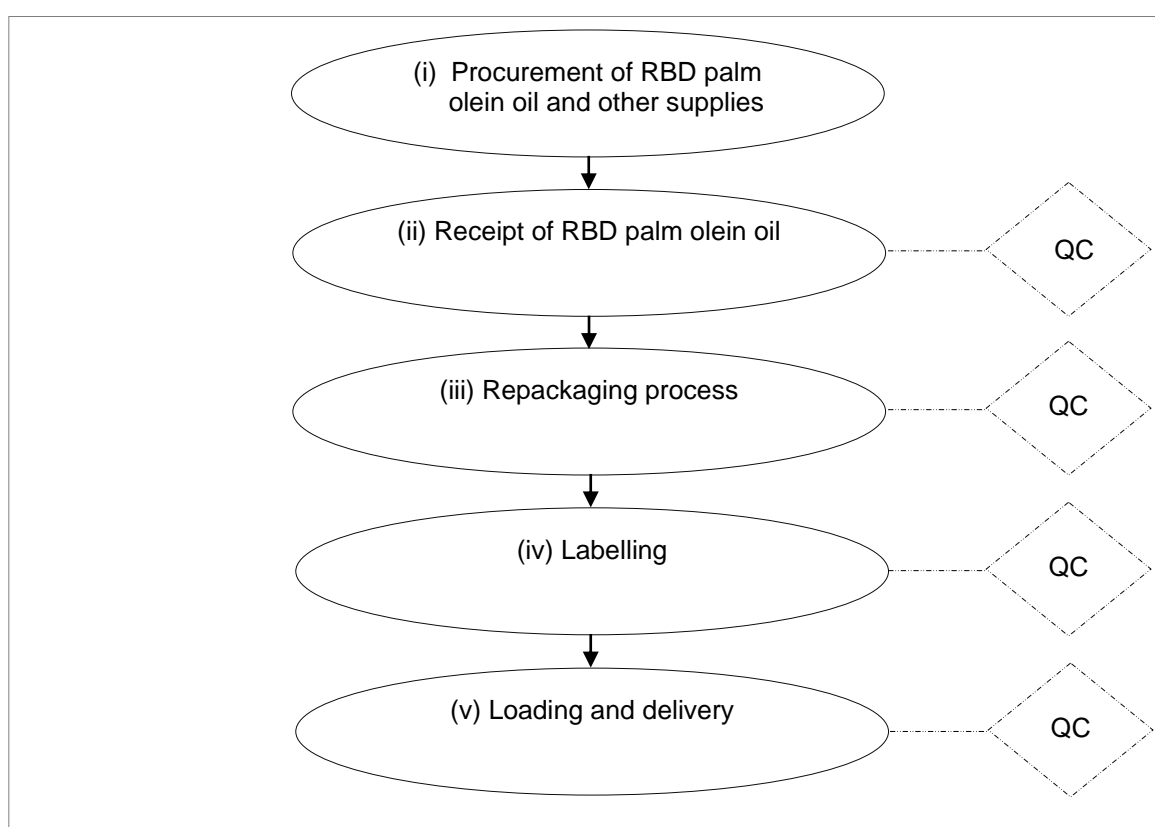 (i) Procurement of RBD palm
olein oil and other supplies
(ii) Receipt of RBD palm olein oil
QC
(iii) Repackaging process
QC
(iv) Labelling
QC
(v) Loading and delivery
QC